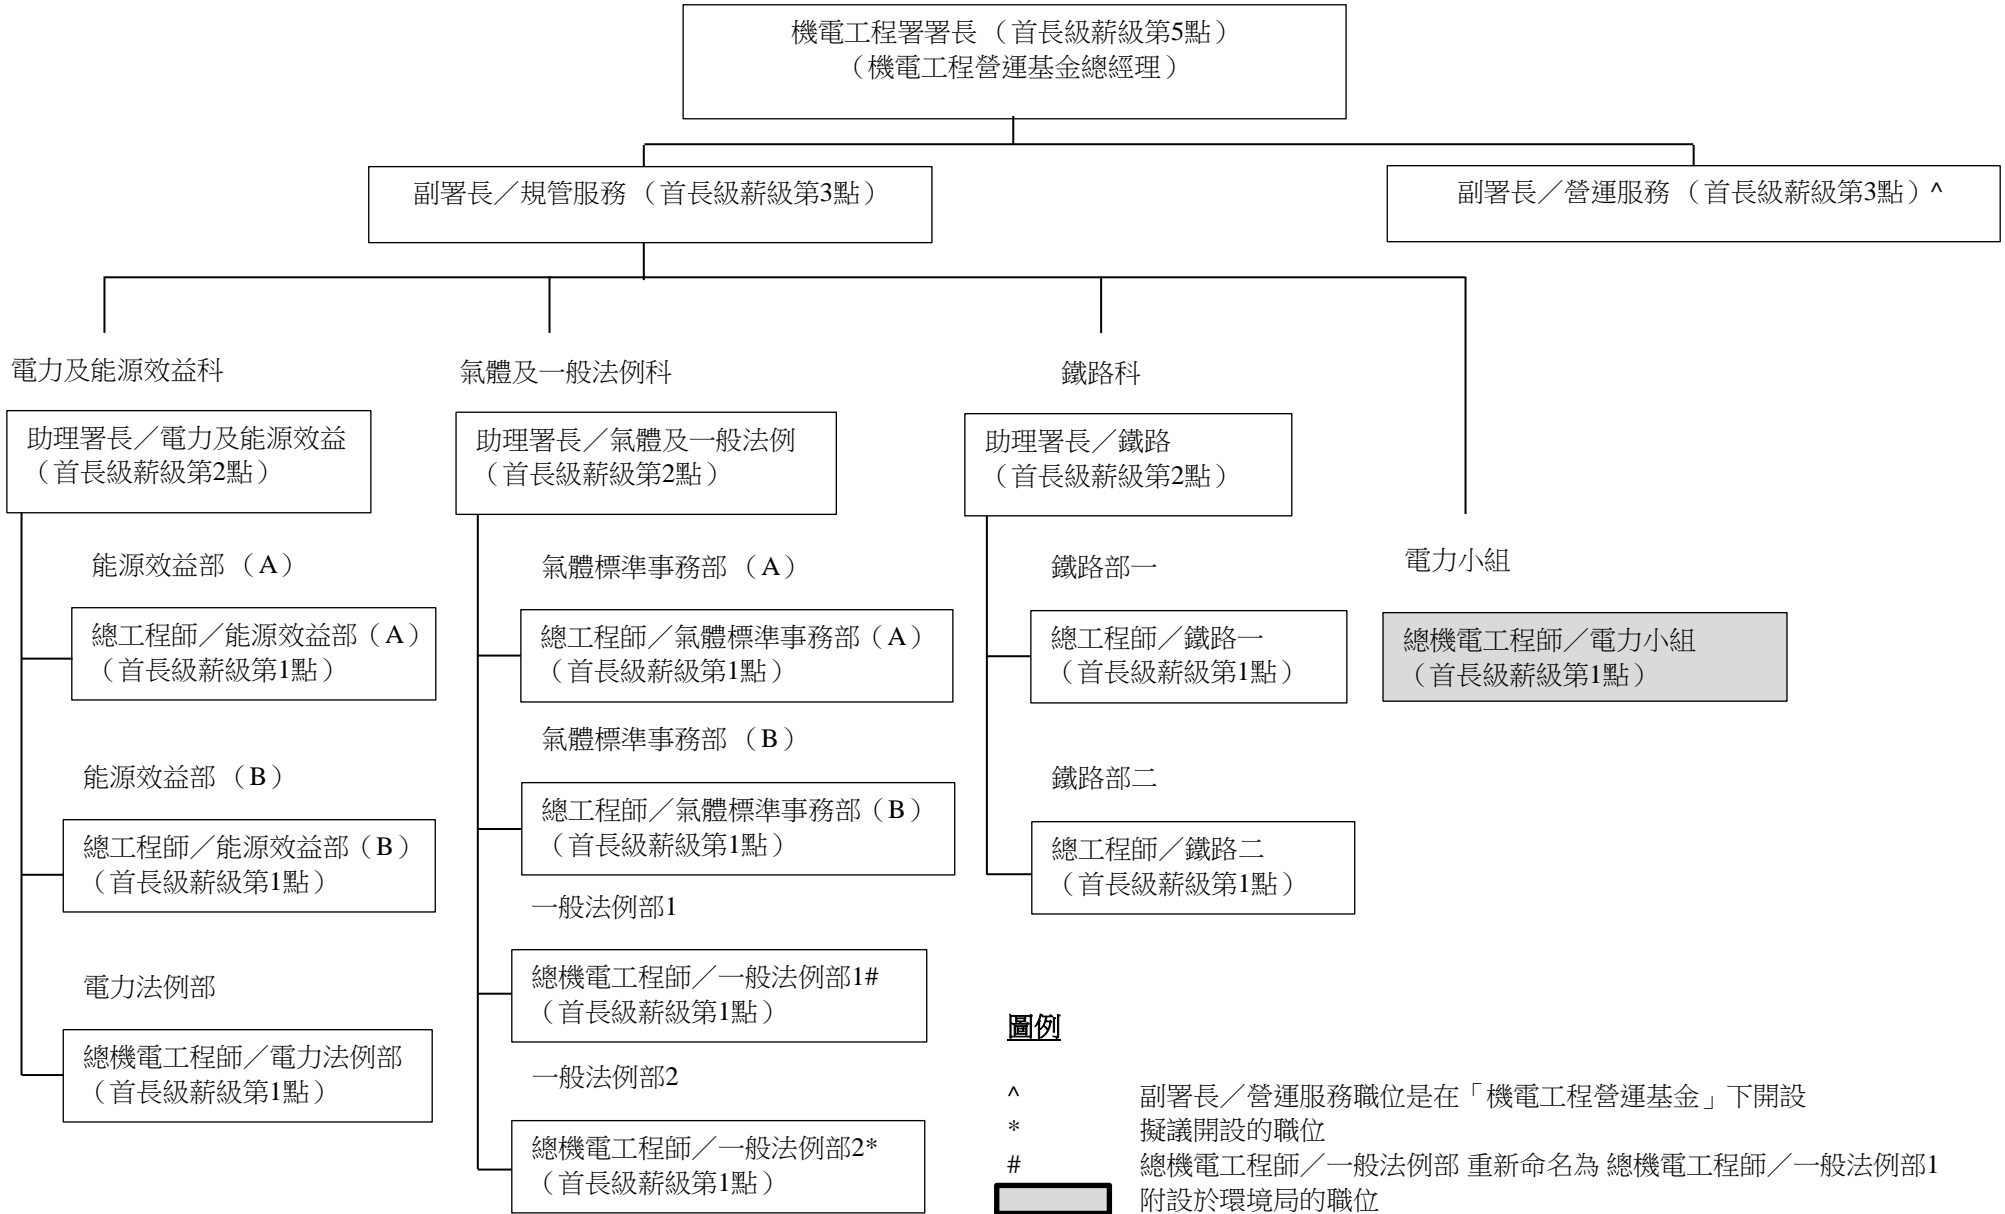 機電工程署署長（首長級薪級第5點）
（機電工程營運基金總經理）
副署長／規管服務（首長級薪級第3點）
副署長／營運服務（首長級薪級第3點）^
電力及能源效益科
助理署長／電力及能源效益
（首長級薪級第2點）
能源效益部（A）
總工程師／能源效益部（A）
（首長級薪級第1點）
能源效益部（B）
總工程師／能源效益部（B）
（首長級薪級第1點）
電力法例部
總機電工程師／電力法例部
（首長級薪級第1點）
氣體及一般法例科
助理署長／氣體及一般法例
（首長級薪級第2點）
氣體標準事務部（A）
總工程師／氣體標準事務部（A）
（首長級薪級第1點）
氣體標準事務部（B）
總工程師／氣體標準事務部（B）
（首長級薪級第1點）
一般法例部1
總機電工程師／一般法例部1#
（首長級薪級第1點）
一般法例部2
總機電工程師／一般法例部2*
（首長級薪級第1點）
鐵路科
助理署長／鐵路
（首長級薪級第2點）
鐵路部一
總工程師／鐵路一
（首長級薪級第1點）
鐵路部二
總工程師／鐵路二
（首長級薪級第1點）
電力小組
總機電工程師／電力小組
（首長級薪級第1點）
圖例
^ 副署長／營運服務職位是在「機電工程營運基金」下開設
* 擬議開設的職位
# 總機電工程師／一般法例部 重新命名為 總機電工程師／一般法例部1
附設於環境局的職位